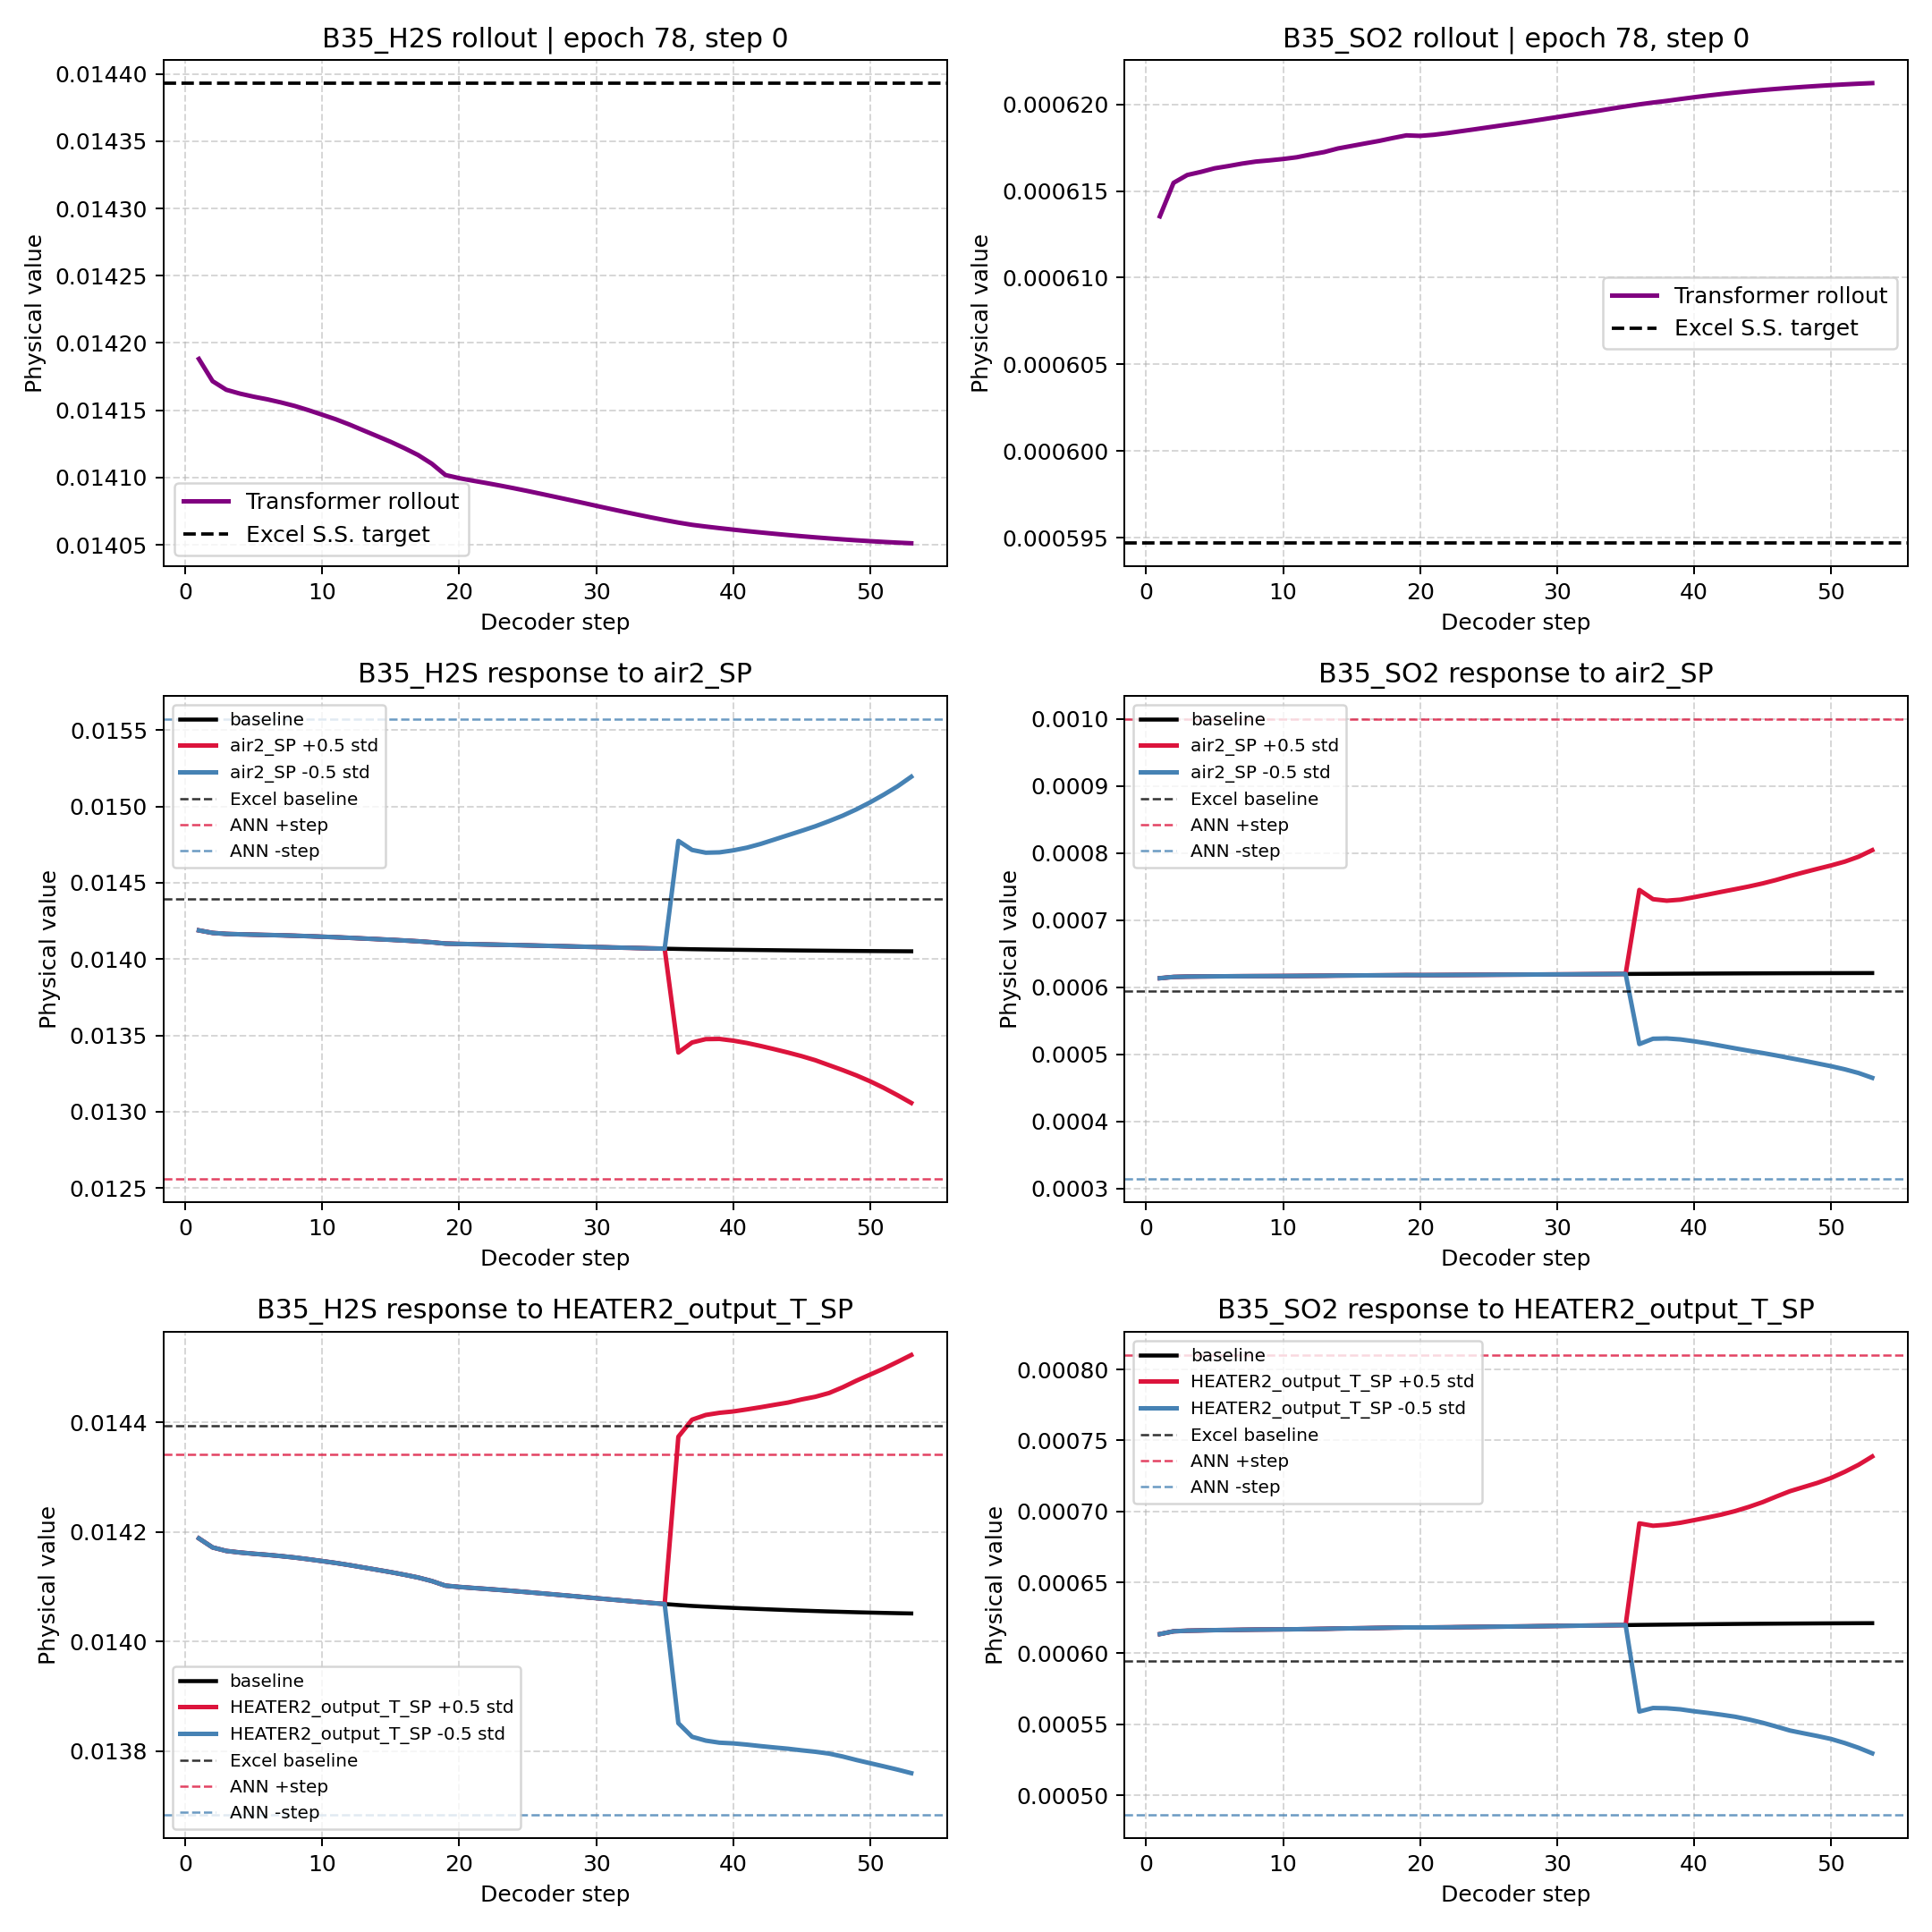 B35_H2S rollout | epoch 78, step 0
Physical value
0.01440
0.01435
0.01430
0.01425
0.01420
0.01415
0.01410
0.01405
Transformer rollout
Excel S.S. target
0 10 20 30 40 50
Decoder step
B35_SO2 rollout | epoch 78, step 0
Physical value
0.000620
0.000615
0.000610
0.000605
0.000600
0.000595
Transformer rollout
Excel S.S. target
0 10 20 30 40 50
Decoder step
B35_H2S response to air2_SP
Physical value
0.0155
0.0150
0.0145
0.0140
0.0135
0.0130
0.0125
baseline
air2_SP +0.5 std
air2_SP -0.5 std
Excel baseline
ANN +step
ANN -step
0 10 20 30 40 50
Decoder step
B35_SO2 response to air2_SP
Physical value
0.0010
0.0009
0.0008
0.0007
0.0006
0.0005
0.0004
0.0003
baseline
air2_SP +0.5 std
air2_SP -0.5 std
Excel baseline
ANN +step
ANN -step
0 10 20 30 40 50
Decoder step
B35_H2S response to HEATER2_output_T_SP
Physical value
0.0144
0.0142
0.0140
0.0138
baseline
HEATER2_output_T_SP +0.5 std
HEATER2_output_T_SP -0.5 std
Excel baseline
ANN +step
ANN -step
0 10 20 30 40 50
Decoder step
B35_SO2 response to HEATER2_output_T_SP
Physical value
0.00080
0.00075
0.00070
0.00065
0.00060
0.00055
0.00050
baseline
HEATER2_output_T_SP +0.5 std
HEATER2_output_T_SP -0.5 std
Excel baseline
ANN +step
ANN -step
0 10 20 30 40 50
Decoder step